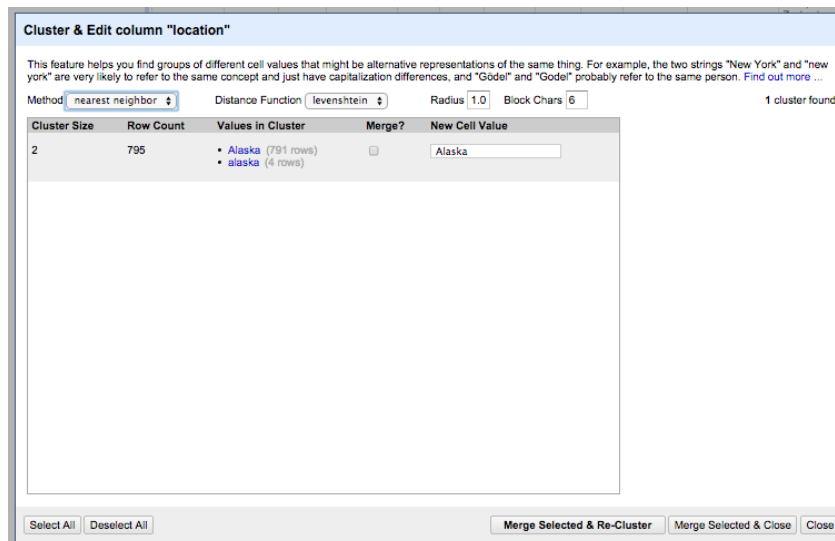 Cluster & Edit column "location"
This feature helps you find groups of different cell values that might be alternative representations of the same thing. For example, the two strings "New York" and "new
york" are very likely to refer to the same concept and just have capitalization differences, and "Gödel" and "Godel" probably refer to the same person. Find out more ...
Method nearest neighbor Distance Function levenshtein Radius 1.0 Block Chars 6 1 cluster found
Cluster Size Row Count Values in Cluster Merge? New Cell Value
2 795 • Alaska (791 rows) Alaska
• alaska (4 rows)
Select All Deselect All Merge Selected & Re-Cluster Merge Selected & Close Close